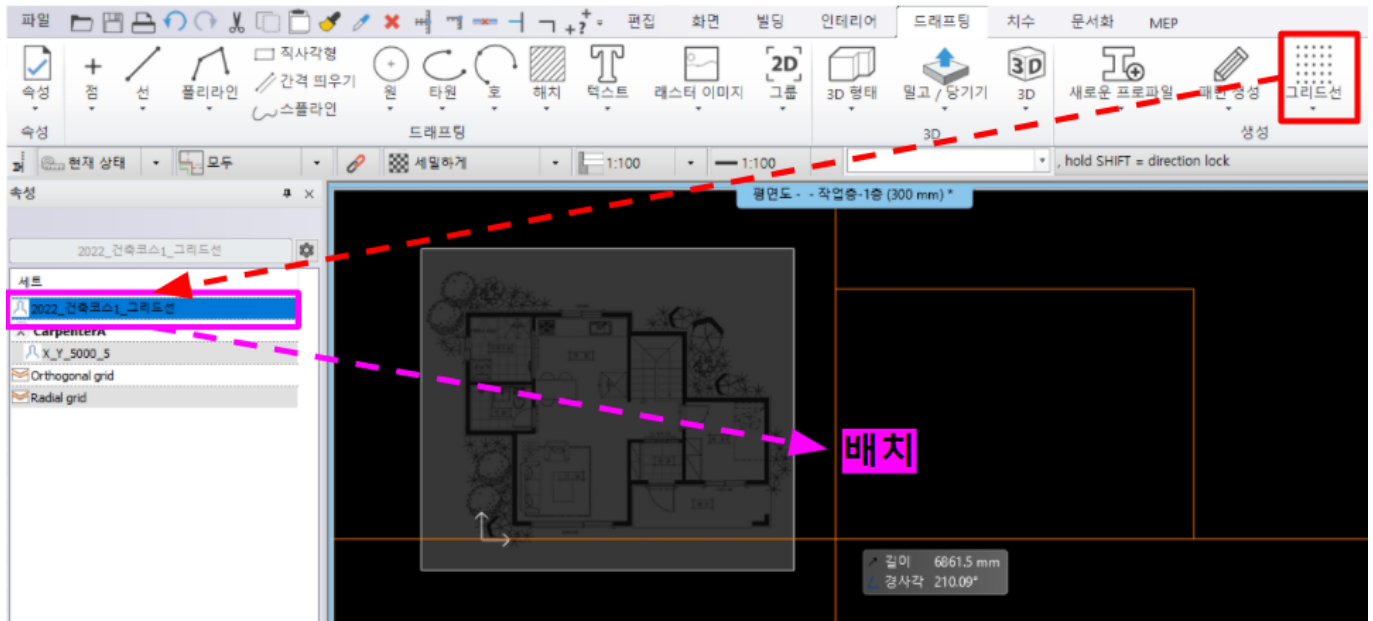 파일 편집 화면 빌딩 인테리어 드래프팅 치수 문서화 MEP
직사각형
간격 띄우기
스플라인
속성 점 선 폴리라인 원 타원 호 해치 텍스트 래스터 이미지 2D 그룹 3D 형태 밀고 / 당기기 3D 3D 새로운 프로파일 패턴 생성 그리드선
속성 드래프팅 3D 생성
현재 상태 모두 세밀하게 1:100 1:100 , hold SHIFT = direction lock
속성
평면도 - - 작업층-1층 (300 mm) *
2022_건축코스1_그리드선
세트
2022_건축코스1_그리드선
CarpenterA
X_Y_5000_5
Orthogonal grid
Radial grid
배치
길이 6861.5 mm
경사각 210.09°